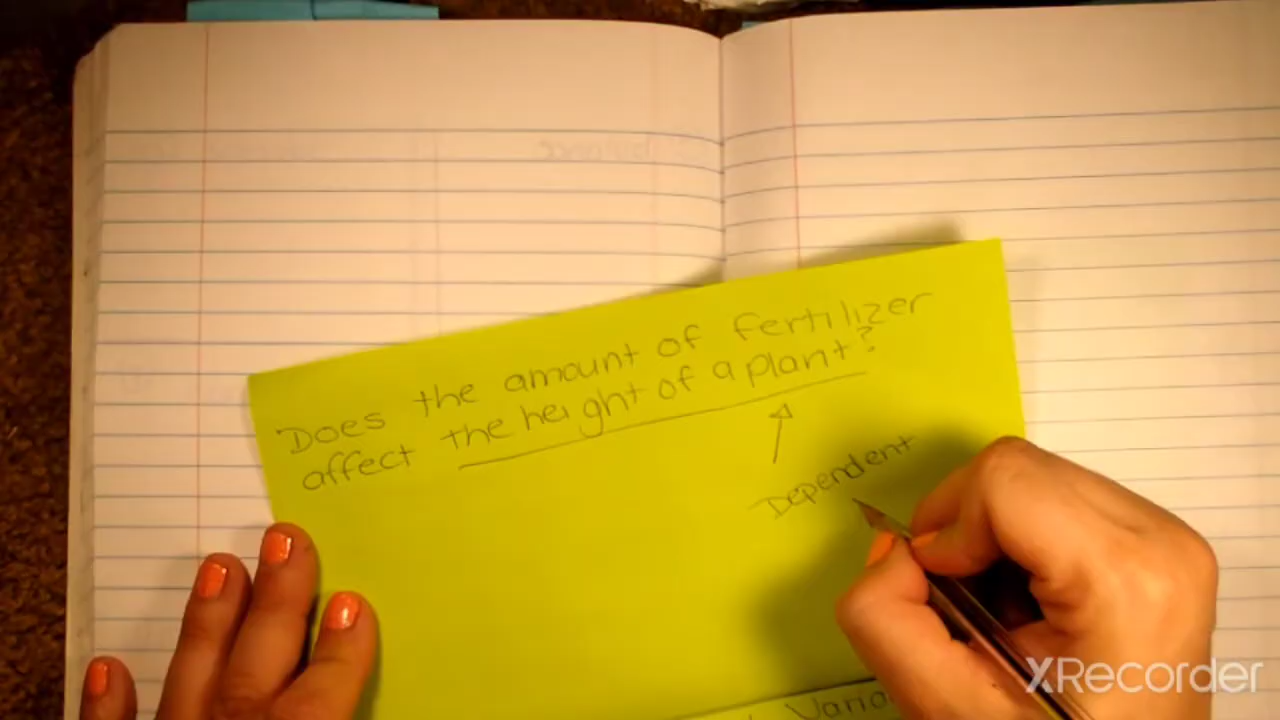 Does the amount of fertilizer
affect the height of a plant?
Dependent
XRecorder